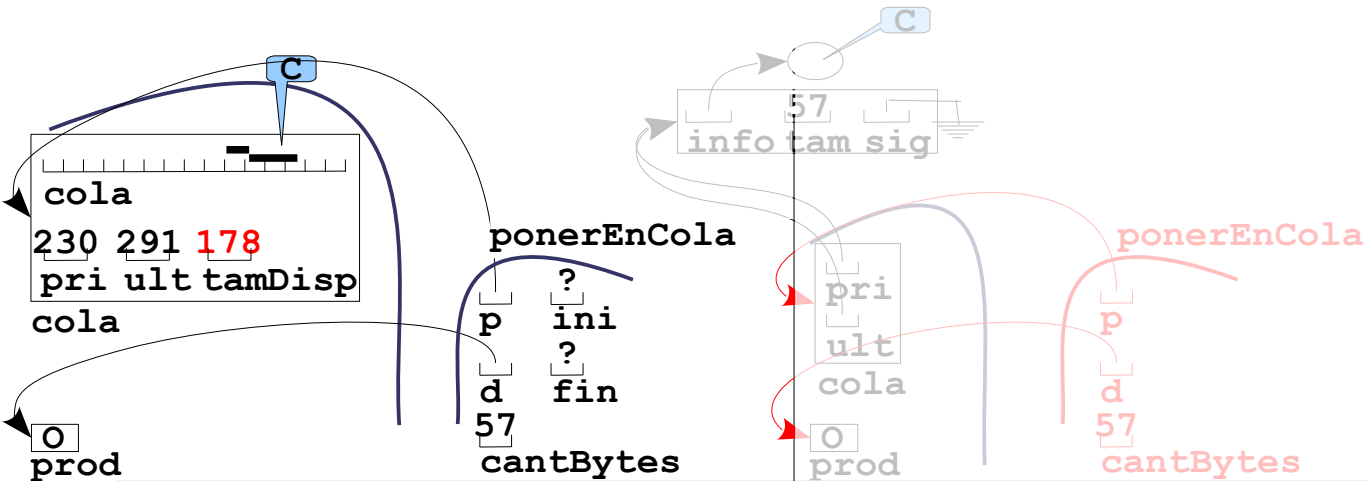 C
cola
230 291 178
pri ult tamDisp
cola
ponerEnCola
?
p ini
?
d fin
57
cantBytes
O
prod
C
57
info tam sig
pri
ult
cola
ponerEnCola
p
d
57
cantBytes
O
prod